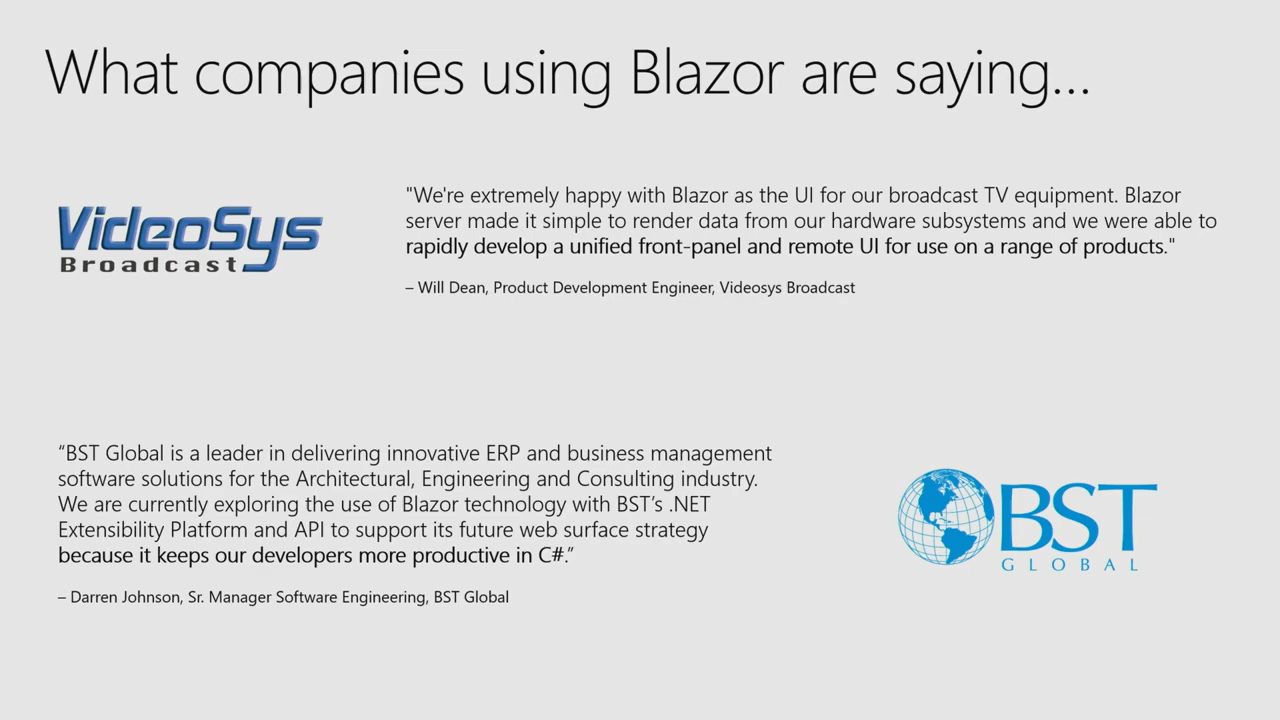 What companies using Blazor are saying...
VideoSys
Broadcast
"We're extremely happy with Blazor as the UI for our broadcast TV equipment. Blazor
server made it simple to render data from our hardware subsystems and we were able to
rapidly develop a unified front-panel and remote UI for use on a range of products."
– Will Dean, Product Development Engineer, Videosys Broadcast
“BST Global is a leader in delivering innovative ERP and business management
software solutions for the Architectural, Engineering and Consulting industry.
We are currently exploring the use of Blazor technology with BST’s .NET
Extensibility Platform and API to support its future web surface strategy
because it keeps our developers more productive in C#.”
– Darren Johnson, Sr. Manager Software Engineering, BST Global
BST
GLOBAL